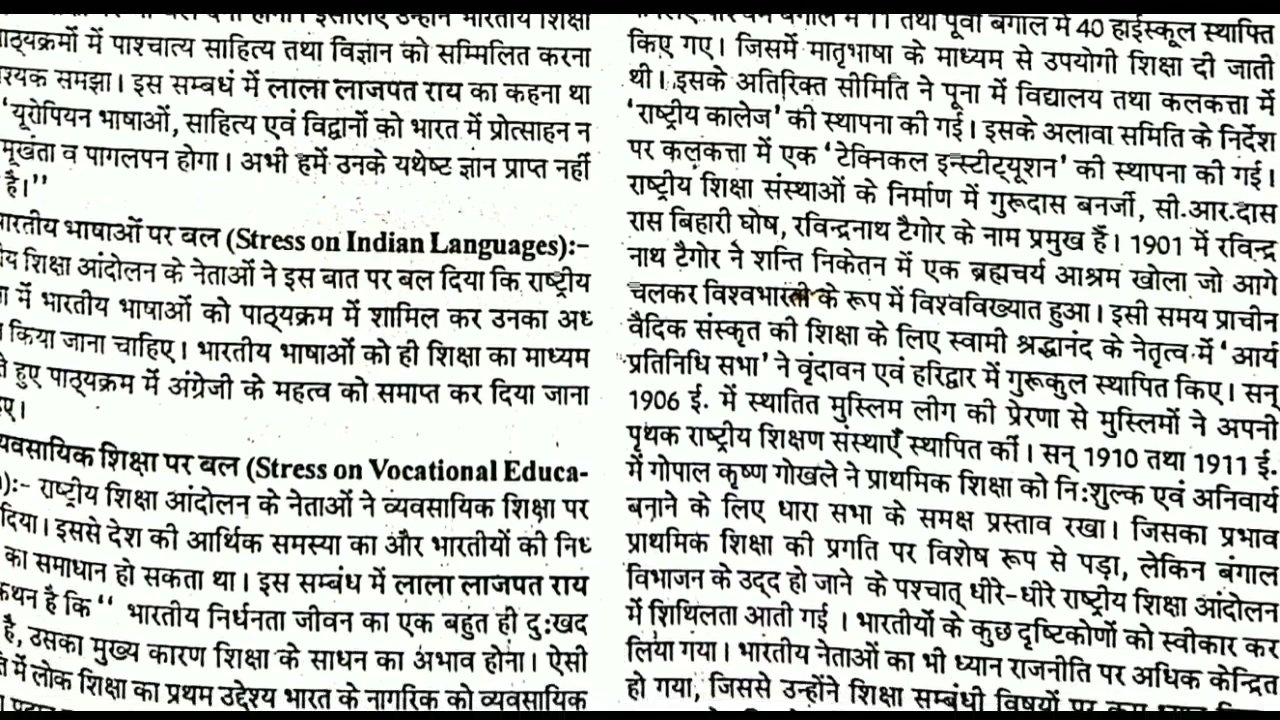 पाठ्यक्रमों में पाश्चात्य साहित्य तथा विज्ञान को सम्मिलित करना
श्यक समझा। इस सम्बधं में लाला लाजपत राय का कहना था
‘यूरोपियन भाषाओं, साहित्य एवं विद्वानों को भारत में प्रोत्साहन न
मूर्खता व पागलपन होगा। अभी हमें उनके यथेष्ट ज्ञान प्राप्त नहीं
है।’’
भारतीय भाषाओं पर बल (Stress on Indian Languages):-
य शिक्षा आंदोलन के नेताओं ने इस बात पर बल दिया कि राष्ट्रीय
में भारतीय भाषाओं को पाठ्यक्रम में शामिल कर उनका अध
किया जाना चाहिए। भारतीय भाषाओं को ही शिक्षा का माध्यम
हुए पाठ्यक्रम में अंग्रेजी के महत्व को समाप्त कर दिया जाना
ए।
व्यवसायिक शिक्षा पर बल (Stress on Vocational Educa-
):- राष्ट्रीय शिक्षा आंदोलन के नेताओं ने व्यवसायिक शिक्षा पर
दिया। इससे देश की आर्थिक समस्या का और भारतीयों की निध
का समाधान हो सकता था। इस सम्बंध में लाला लाजपत राय
कथन है कि ‘‘ भारतीय निर्धनता जीवन का एक बहुत ही दुःखद
है, उसका मुख्य कारण शिक्षा के साधन का अभाव होना। ऐसी
में लोक शिक्षा का प्रथम उद्देश्य भारत के नागरिक को व्यवसायिक
पश्चिम बंगाल में 11 तथा पूर्वी बंगाल में 40 हाईस्कूल स्थापित
किए गए। जिसमें मातृभाषा के माध्यम से उपयोगी शिक्षा दी जाती
थी। इसके अतिरिक्त सीमिति ने पूना में विद्यालय तथा कलकत्ता में
‘राष्ट्रीय कालेज’ की स्थापना की गई। इसके अलावा समिति के निर्देश
पर कलकत्ता में एक ‘टेक्निकल इन्स्टीट्यूशन’ की स्थापना की गई।
राष्ट्रीय शिक्षा संस्थाओं के निर्माण में गुरूदास बनर्जी, सी.आर.दास
रास बिहारी घोष, रविन्द्रनाथ टैगोर के नाम प्रमुख हैं। 1901 में रविन्द्र
नाथ टैगोर ने शन्ति निकेतन में एक ब्रह्मचर्य आश्रम खोला जो आगे
चलकर विश्वभारती के रूप में विश्वविख्यात हुआ। इसी समय प्राचीन
वैदिक संस्कृत की शिक्षा के लिए स्वामी श्रद्धानंद के नेतृत्व में ‘आर्य
प्रतिनिधि सभा’ ने वृंदावन एवं हरिद्वार में गुरूकुल स्थापित किए। सन्
1906 ई. में स्थातित मुस्लिम लीग की प्रेरणा से मुस्लिमों ने अपनी
पृथक राष्ट्रीय शिक्षण संस्थाएँ स्थापित कीं। सन् 1910 तथा 1911 ई.
में गोपाल कृष्ण गोखले ने प्राथमिक शिक्षा को निःशुल्क एवं अनिवार्य
बनाने के लिए धारा सभा के समक्ष प्रस्ताव रखा। जिसका प्रभाव
प्राथमिक शिक्षा की प्रगति पर विशेष रूप से पड़ा, लेकिन बंगाल
विभाजन के उद्द हो जाने के पश्चात् धीरे-धीरे राष्ट्रीय शिक्षा आंदोलन
में शिथिलता आती गई । भारतीयों के कुछ दृष्टिकोणों को स्वीकार कर
लिया गया। भारतीय नेताओं का भी ध्यान राजनीति पर अधिक केन्द्रित
हो गया, जिससे उन्होंने शिक्षा सम्बंधी विषयों पर